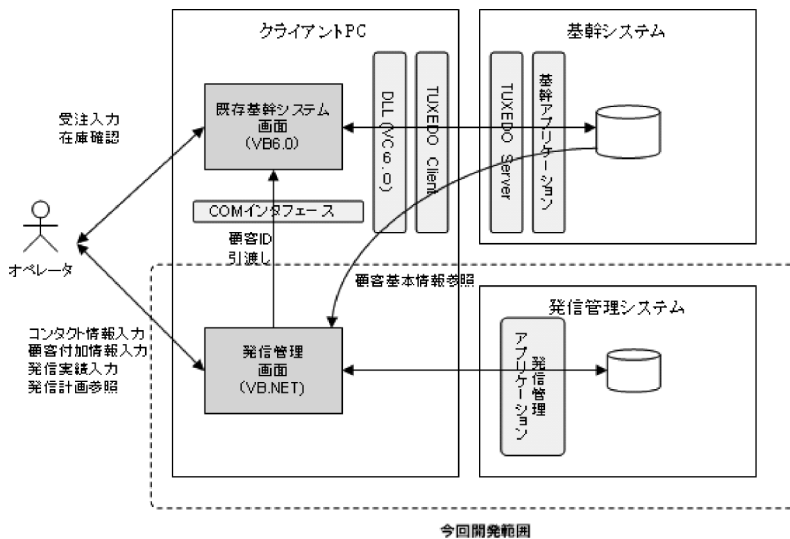 クライアントPC
基幹システム
既存基幹システム
画面
(VB6.0)
DLL(VC6.0)
TUXEDO Client
TUXEDO Server
基幹アプリケーション
受注入力
在庫確認
COMインタフェース
顧客ID
引渡し
オペレータ
顧客基本情報参照
発信管理システム
コンタクト情報入力
顧客付加情報入力
発信実績入力
発信計画参照
発信管理
画面
(VB.NET)
発信管理
アプリケーション
今回開発範囲